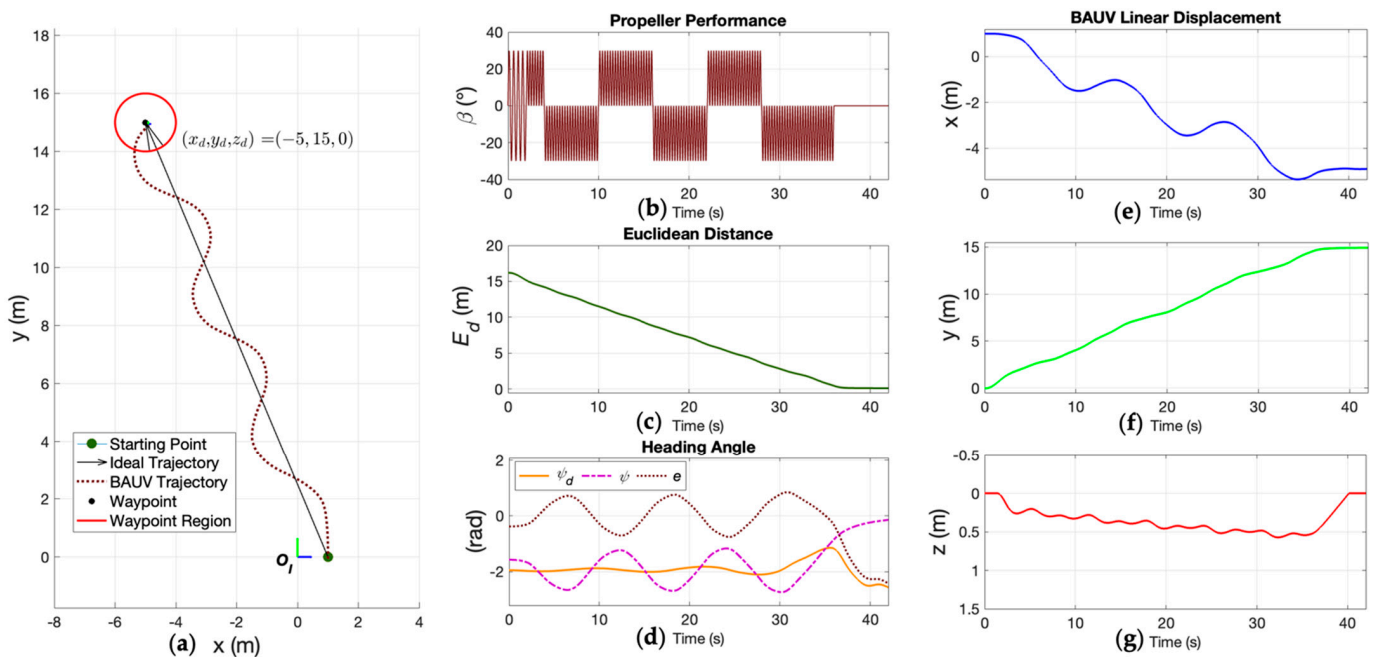 18
16
14
12
10
8
6
4
2
0
y (m)
(x_d,y_d,z_d) =(-5, 15, 0)
Starting Point
Ideal Trajectory
BAUV Trajectory
Waypoint
Waypoint Region
O_I
-8 -6 -4 -2 0 2 4
(a) x (m)
Propeller Performance
40
20
0
-20
-40
β (°)
0 10 20 30 40
(b) Time (s)
Euclidean Distance
20
15
10
5
0
E_d (m)
0 10 20 30 40
(c) Time (s)
Heading Angle
2
0
-2
(rad)
ψ_d ψ e
0 10 20 30 40
(d) Time (s)
BAUV Linear Displacement
0
-2
-4
x (m)
0 10 20 30 40
(e) Time (s)
15
10
5
0
y (m)
0 10 20 30 40
(f) Time (s)
-0.5
0
0.5
1
1.5
z (m)
0 10 20 30 40
(g) Time (s)